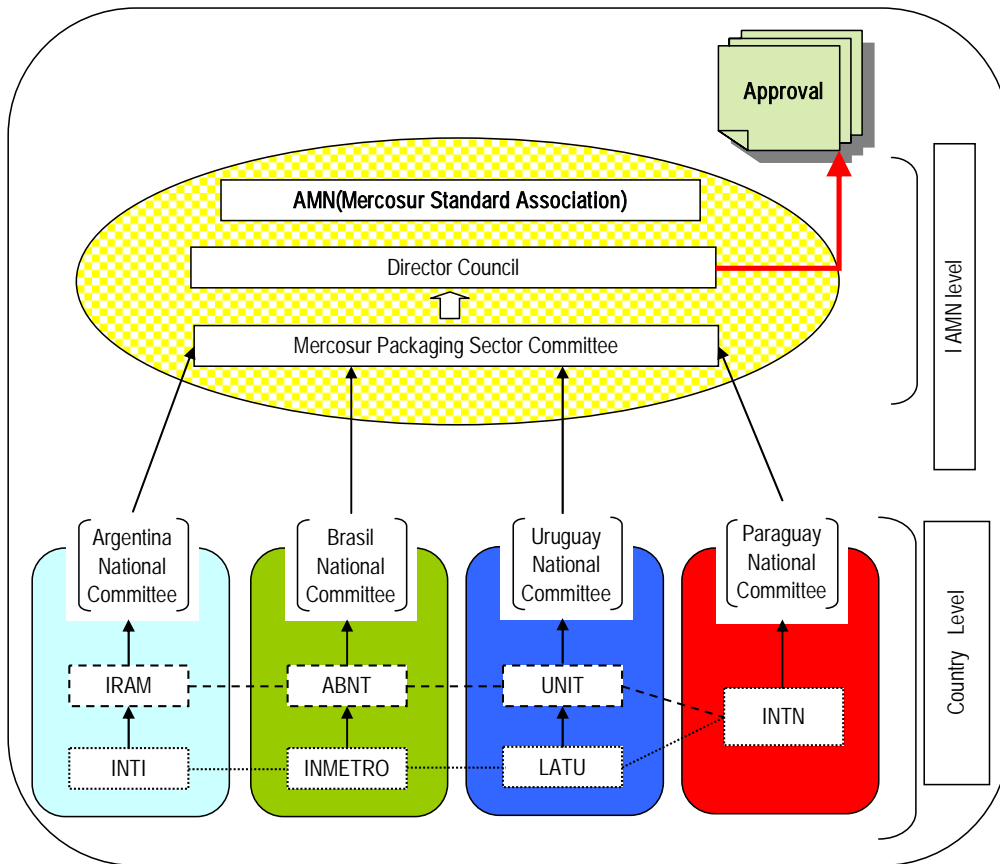 Approval
AMN(Mercosur Standard Association)
Director Council
Mercosur Packaging Sector Committee
I AMN level
Argentina
National
Committee
Brasil
National
Committee
Uruguay
National
Committee
Paraguay
National
Committee
IRAM
ABNT
UNIT
INTN
INTI
INMETRO
LATU
Country Level